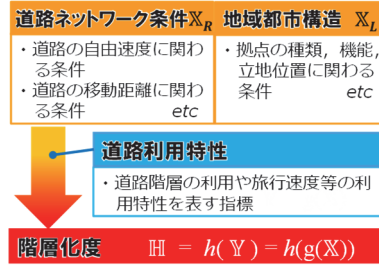 道路ネットワーク条件𝕏R
・道路の自由速度に関わ
る条件
・道路の移動距離に関わ
る条件 etc
地域都市構造 𝕏L
・拠点の種類，機能，
立地位置に関わる
条件 etc
道路利用特性
・道路階層の利用や旅行速度等の利
用特性を表す指標
階層化度 ℍ = h(𝕐) = h(g(𝕏))